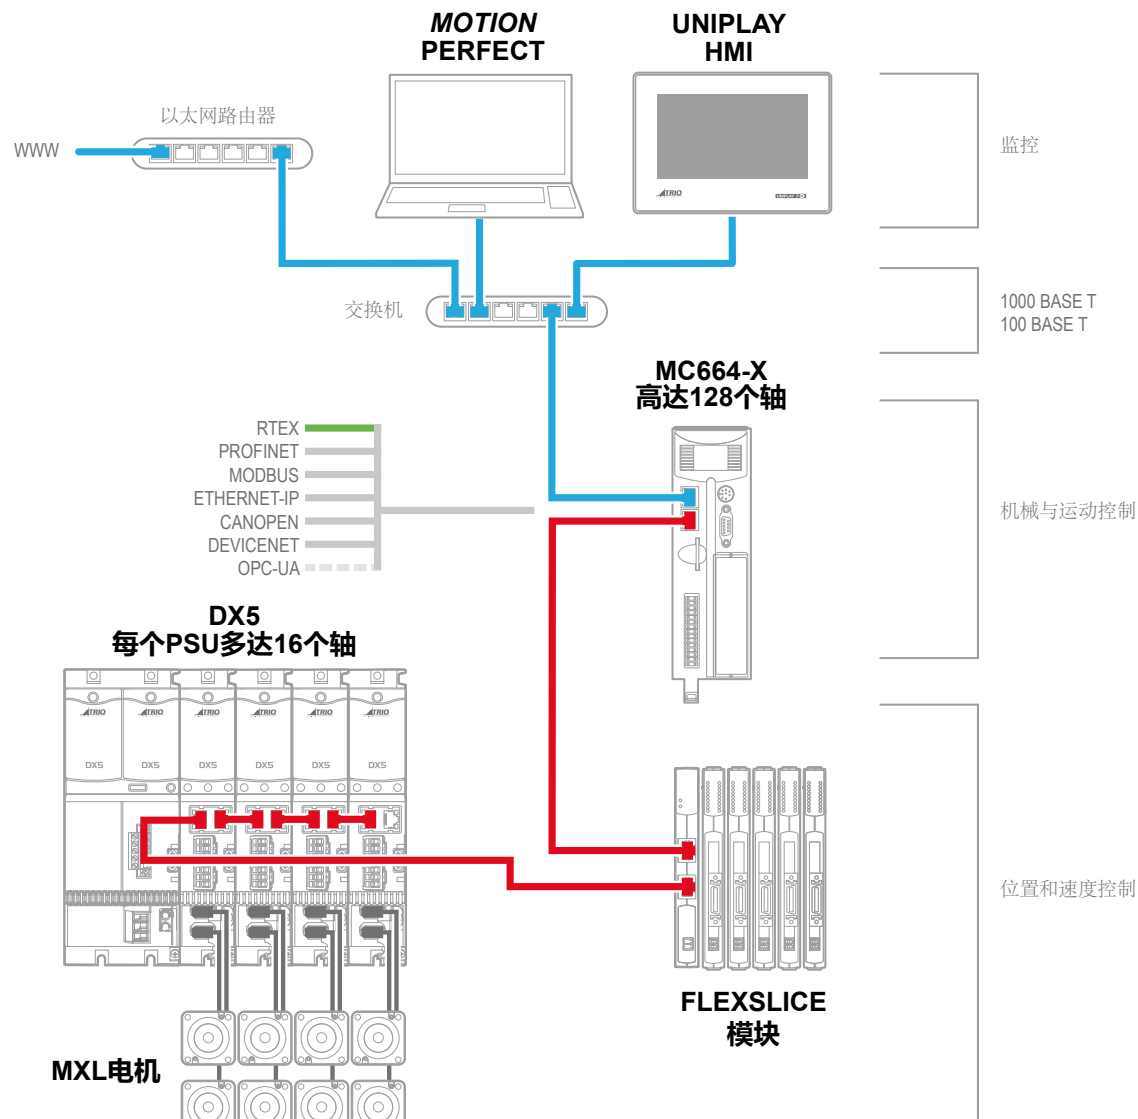 MOTION
PERFECT
UNIPLAY
HMI
以太网路由器
WWW
监控
TRIO
UNIPLAY 7
交换机
1000 BASE T
100 BASE T
MC664-X
高达128个轴
RTEX
PROFINET
MODBUS
ETHERNET-IP
CANOPEN
DEVICENET
OPC-UA
机械与运动控制
DX5
每个PSU多达16个轴
TRIO
TRIO
TRIO
TRIO
TRIO
TRIO
DX5
DX5
DX5
DX5
DX5
DX5
位置和速度控制
FLEXSLICE
模块
MXL电机